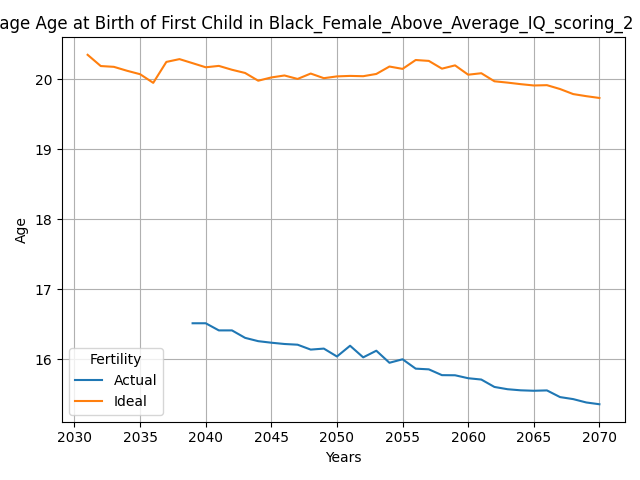 age Age at Birth of First Child in Black_Female_Above_Average_IQ_scoring_2
20
19
18
17
16
Age
Fertility
Actual
Ideal
2030 2035 2040 2045 2050 2055 2060 2065 2070
Years